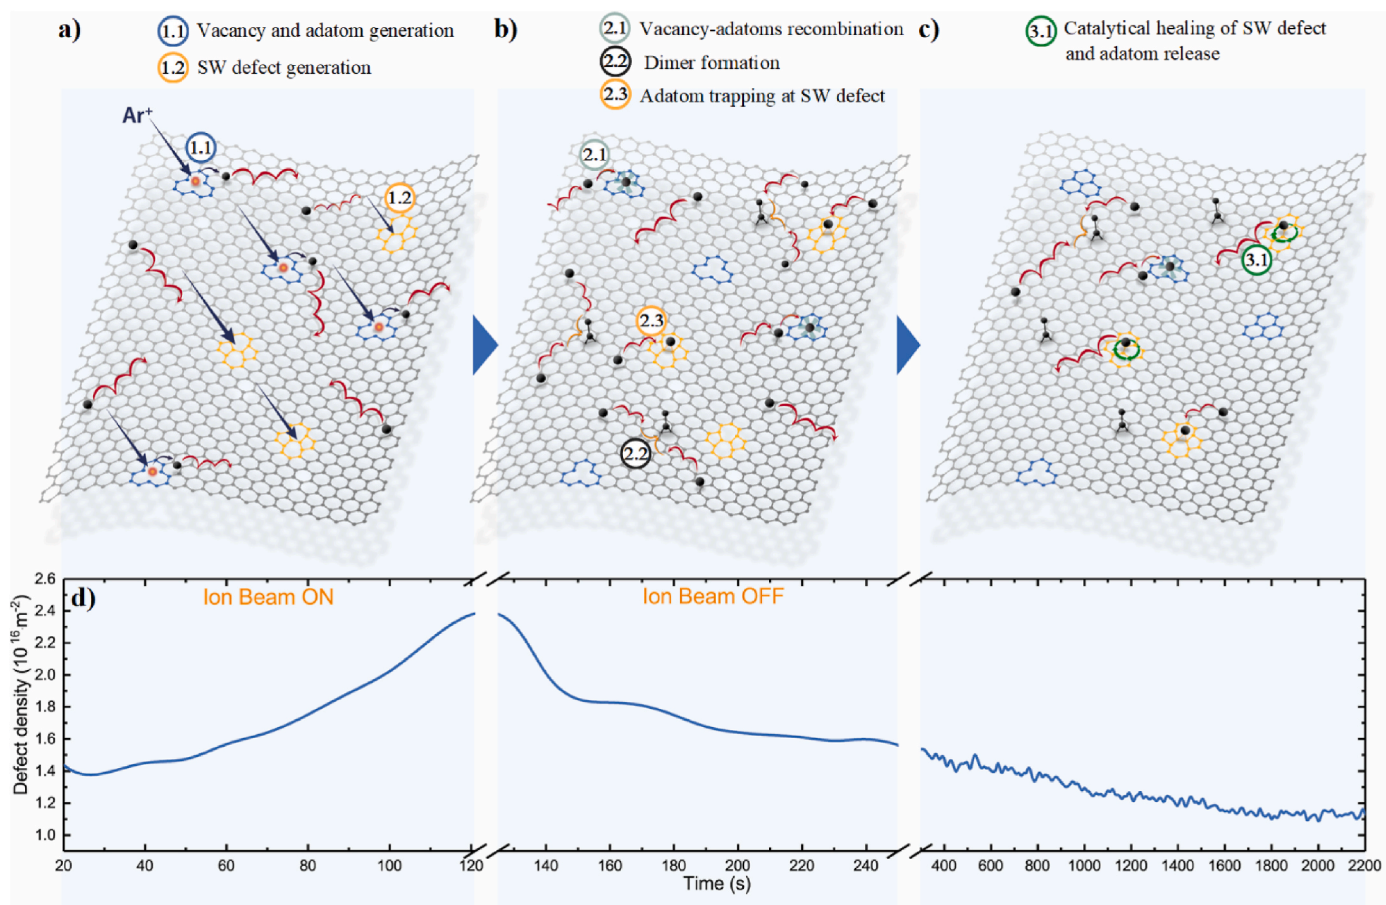 a)
1.1 Vacancy and adatom generation
1.2 SW defect generation
b)
2.1 Vacancy-adatoms recombination
2.2 Dimer formation
2.3 Adatom trapping at SW defect
c)
3.1 Catalytical healing of SW defect
and adatom release
Ar⁺
1.1
1.2
2.1
2.3
2.2
3.1
3.1
d)
Ion Beam ON
Ion Beam OFF
Defect density (10¹⁶m⁻²)
2.6
2.4
2.2
2.0
1.8
1.6
1.4
1.2
1.0
20 40 60 80 100 120 140 160 180 200 220 240 400 600 800 1000 1200 1400 1600 1800 2000 2200
Time (s)